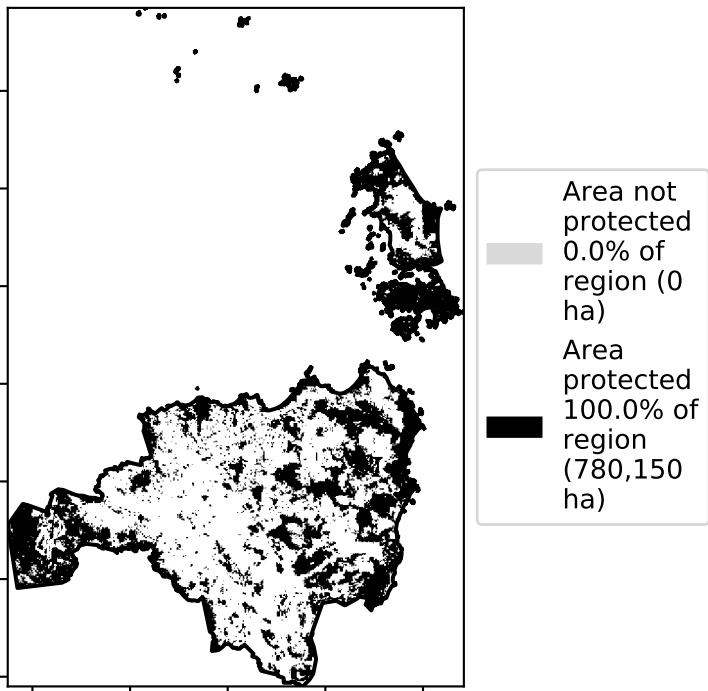 Area not
protected
0.0% of
region (0
ha)
Area
protected
100.0% of
region
(780,150
ha)